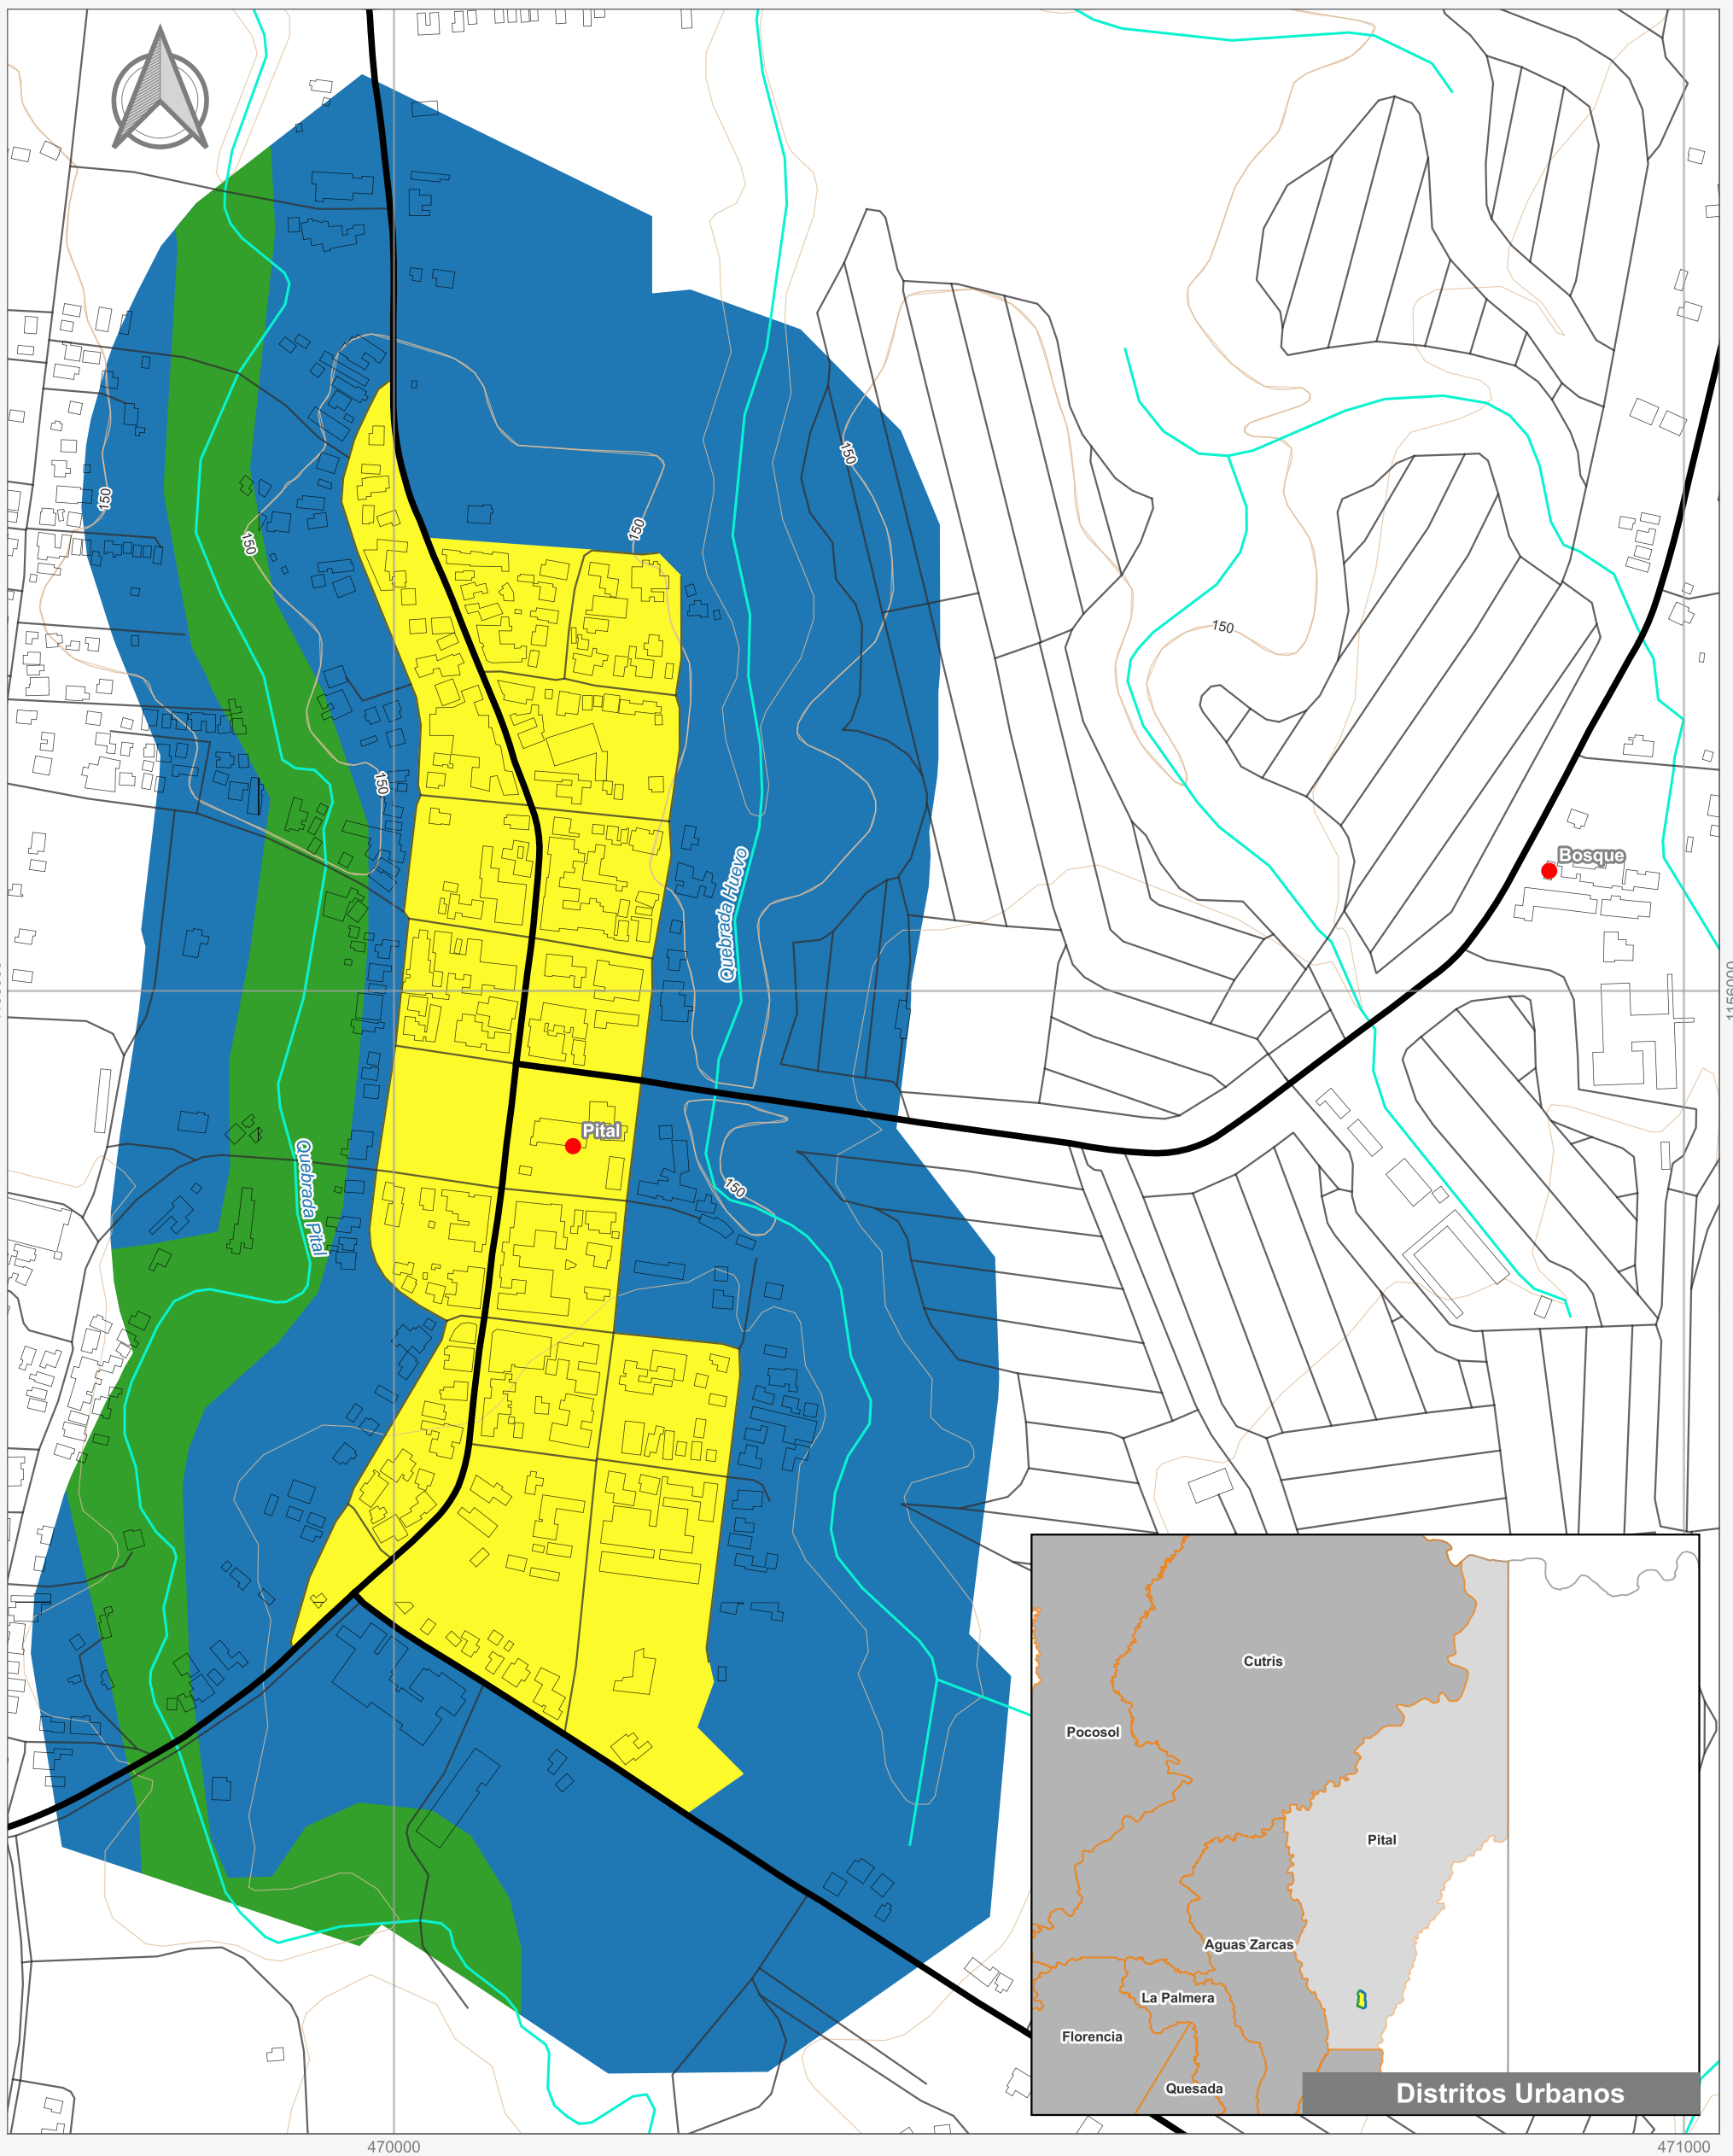 150
150
150
150
150
Bosque
Quebrada Huevo
1156000
Pital
150
Quebrada Pital
Cutris
Pocosol
Pital
Aguas Zarcas
La Palmera
Florencia
Quesada
Distritos Urbanos
470000
471000
150